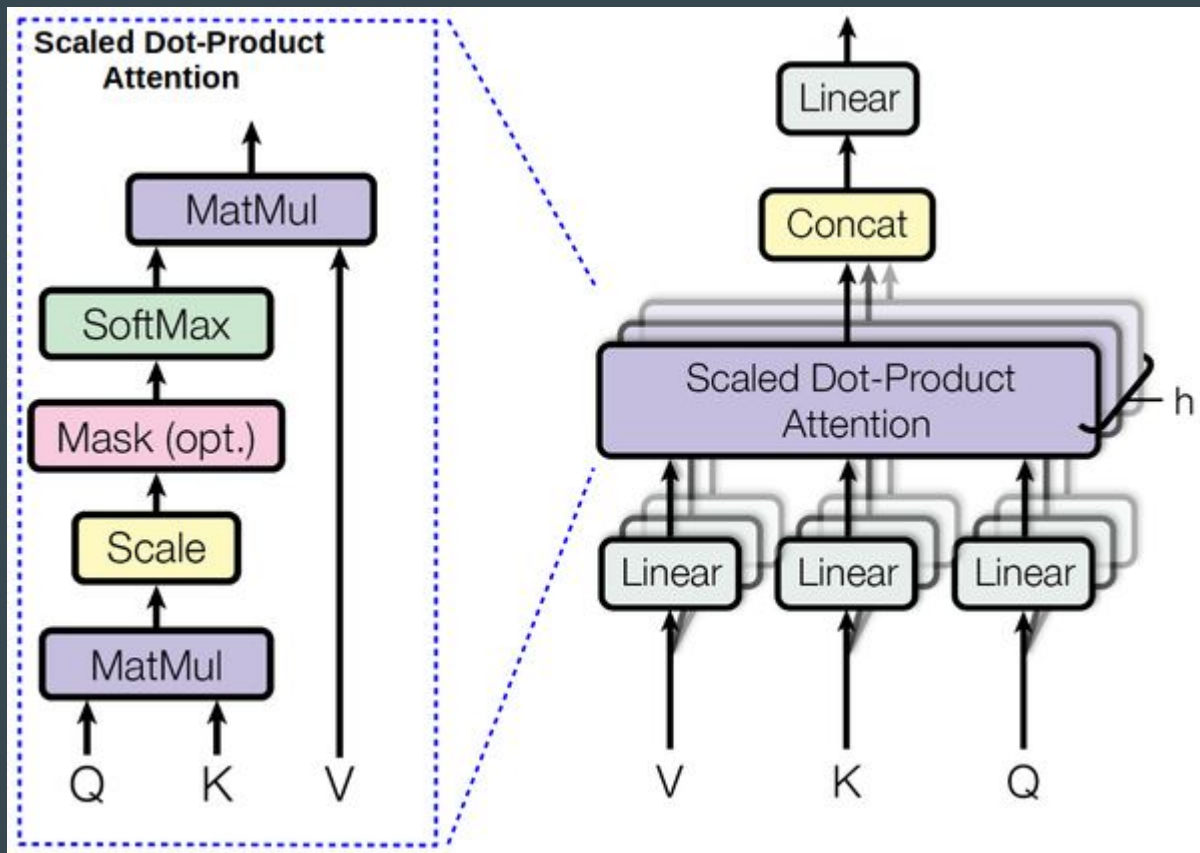 Scaled Dot-Product
Attention
MatMul
SoftMax
Mask (opt.)
Scale
MatMul
Q K V
Linear
Concat
Scaled Dot-Product
Attention
h
Linear Linear Linear
V K Q